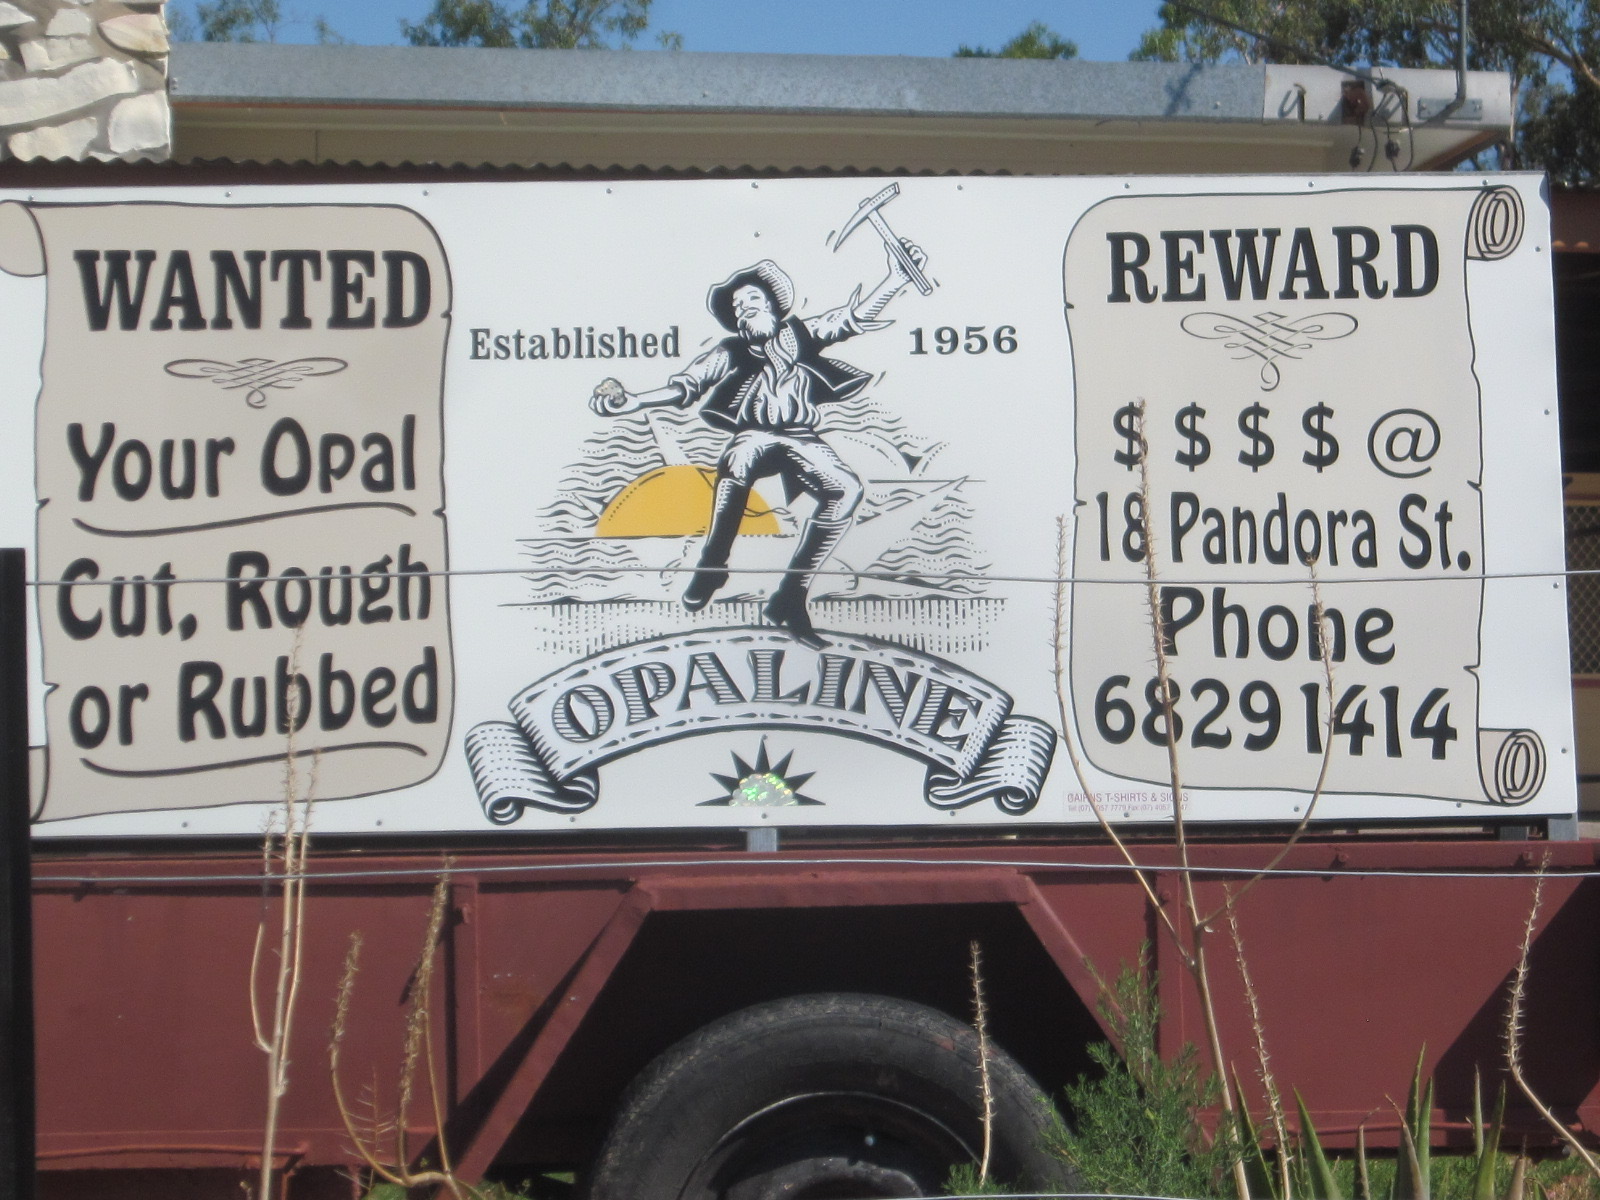 WANTED
Your Opal
Cut, Rough
or Rubbed
Established 1956
OPALINE
REWARD
$ $ $ $ @
18 Pandora St.
Phone
6829 1414
CAIRNS T-SHIRTS & SIGNS